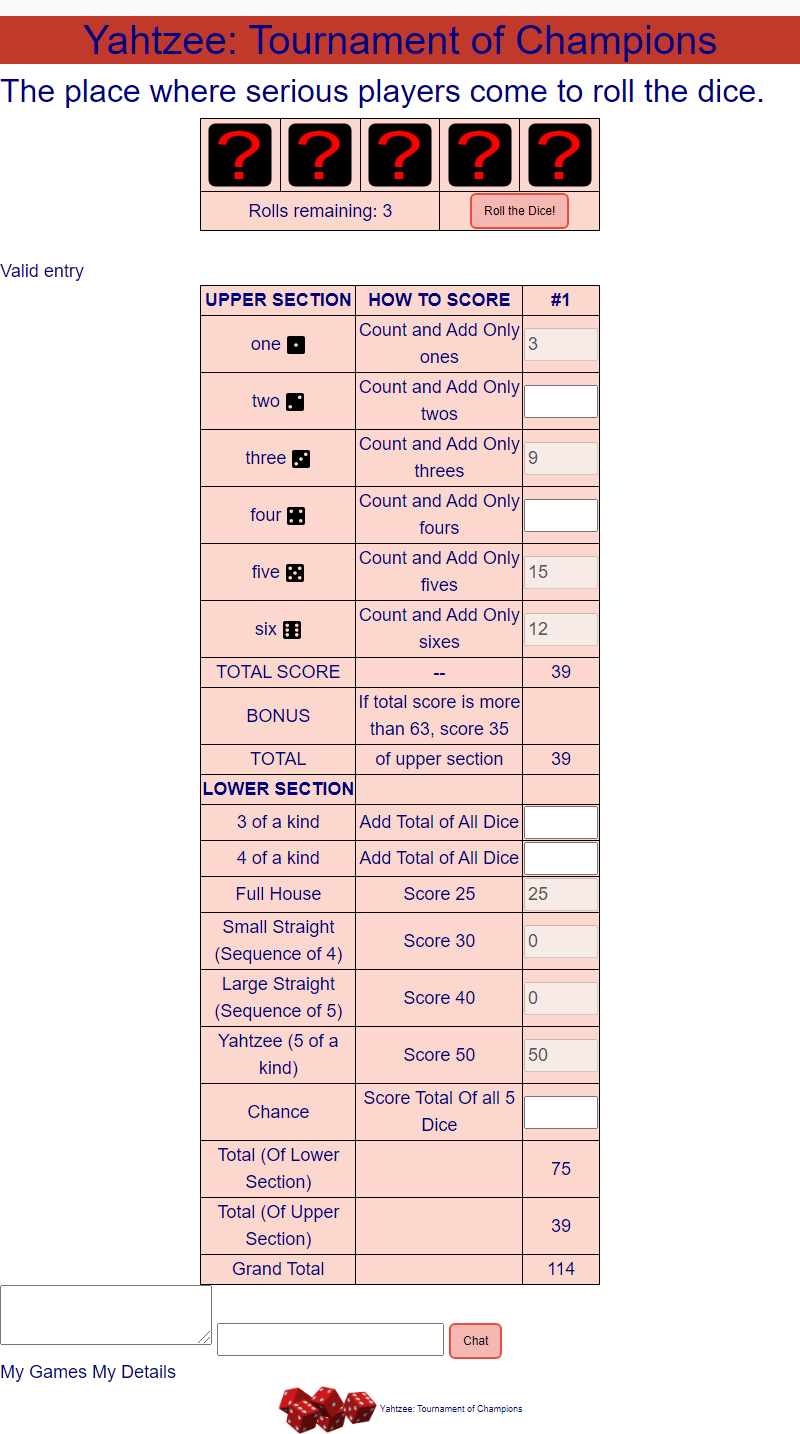 Yahtzee: Tournament of Champions
The place where serious players come to roll the dice.
? ? ? ? ?
Rolls remaining: 3 Roll the Dice!
Valid entry
UPPER SECTION HOW TO SCORE #1
one Count and Add Only ones 3
two Count and Add Only twos
three Count and Add Only threes 9
four Count and Add Only fours
five Count and Add Only fives 15
six Count and Add Only sixes 12
TOTAL SCORE -- 39
BONUS If total score is more than 63, score 35
TOTAL of upper section 39
LOWER SECTION
3 of a kind Add Total of All Dice
4 of a kind Add Total of All Dice
Full House Score 25 25
Small Straight (Sequence of 4) Score 30 0
Large Straight (Sequence of 5) Score 40 0
Yahtzee (5 of a kind) Score 50 50
Chance Score Total Of all 5 Dice
Total (Of Lower Section) 75
Total (Of Upper Section) 39
Grand Total 114
Chat
My Games My Details
Yahtzee: Tournament of Champions